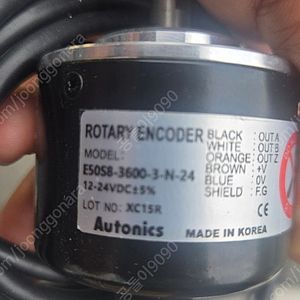 ROTARY ENCODER
MODEL:
E50S8-3600-3-N-24
12-24VDC±5%
LOT NO: XC15R
Autonics
BLACK : OUT A
WHITE : OUT B
ORANGE: OUT Z
BROWN : +V
BLUE : 0V
SHIELD : F.G
CE
MADE IN KOREA